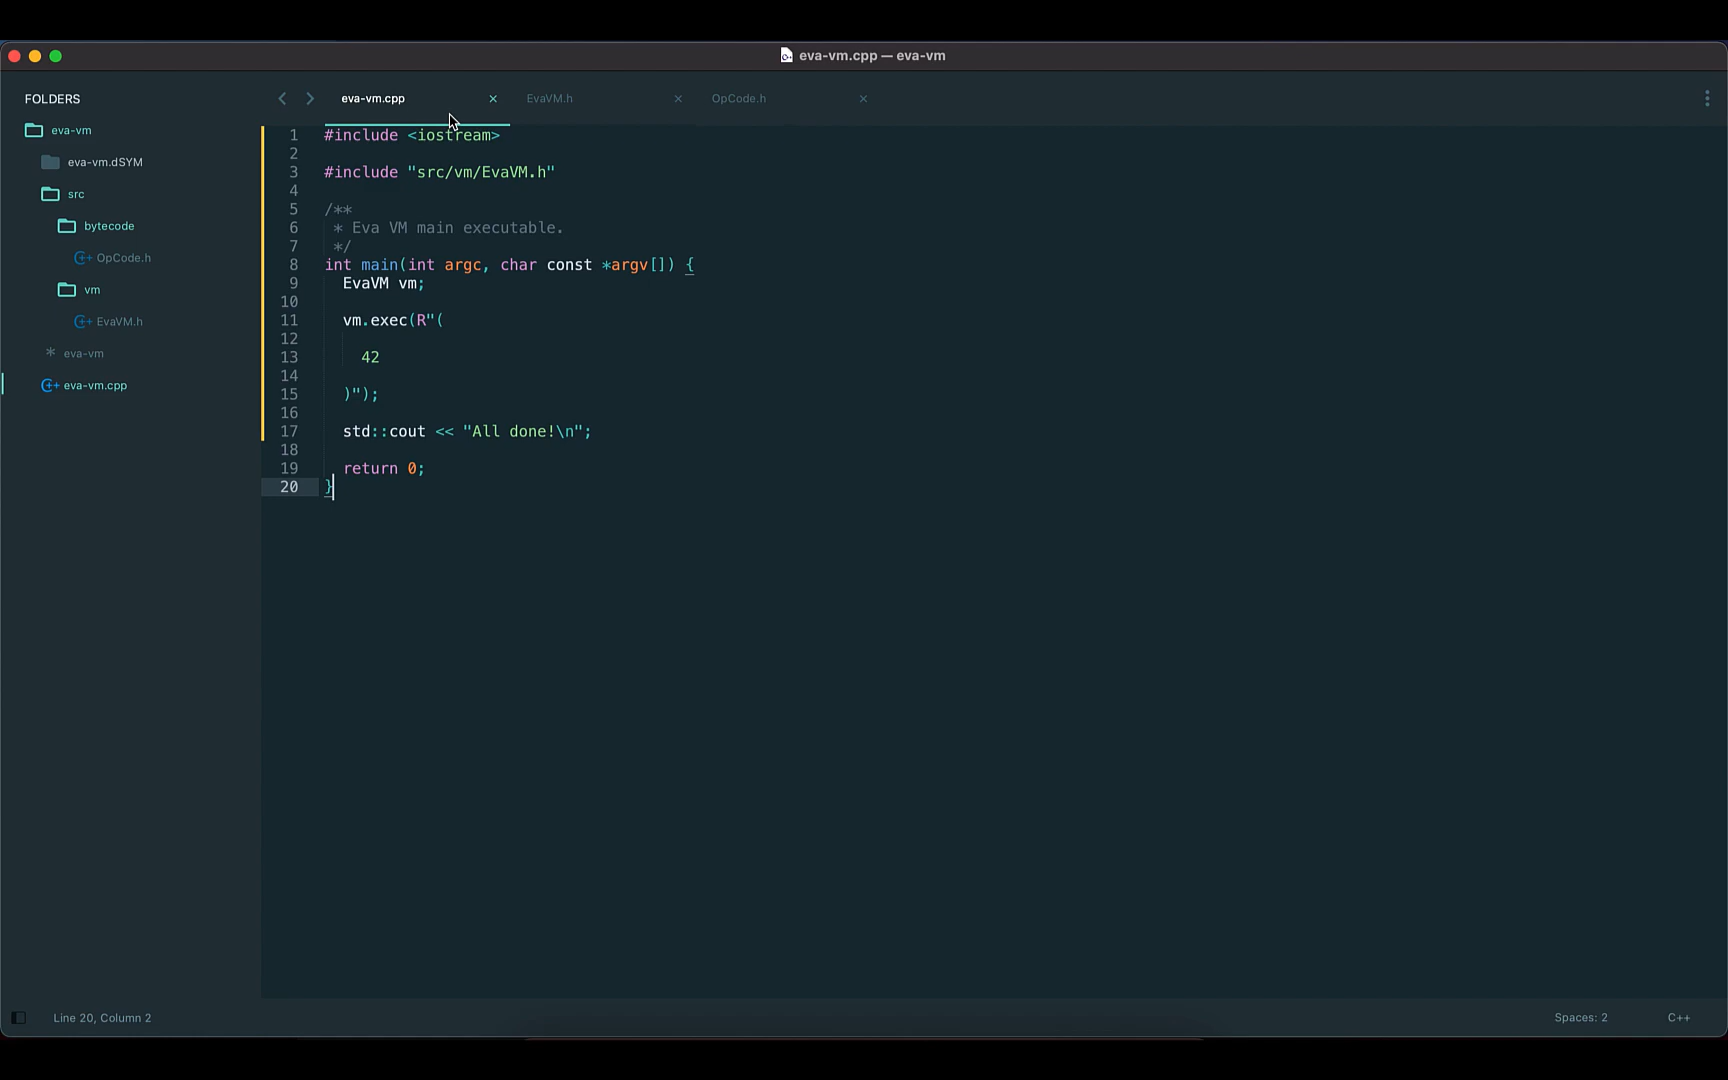 eva-vm.cpp — eva-vm
FOLDERS
eva-vm
eva-vm.dSYM
src
bytecode
OpCode.h
vm
EvaVM.h
eva-vm
eva-vm.cpp
eva-vm.cpp
EvaVM.h
OpCode.h
1 #include <iostream>
2
3 #include "src/vm/EvaVM.h"
4
5 /**
6  * Eva VM main executable.
7  */
8 int main(int argc, char const *argv[]) {
9   EvaVM vm;
10
11   vm.exec(R"(
12
13     42
14
15   )");
16
17   std::cout << "All done!\n";
18
19   return 0;
20 }
Line 20, Column 2
Spaces: 2
C++